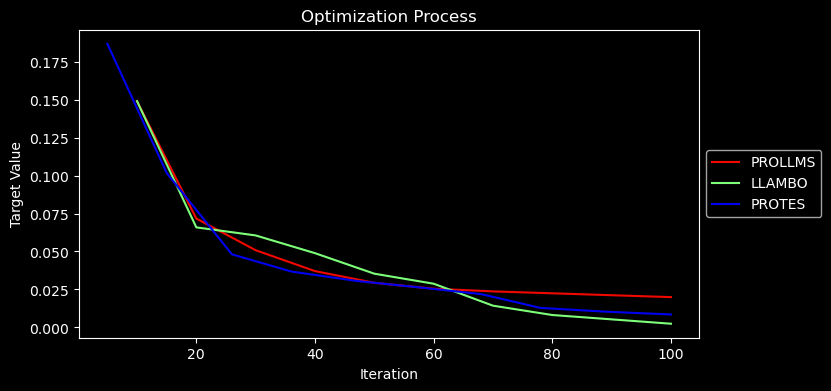 Optimization Process
Target Value
0.175
0.150
0.125
0.100
0.075
0.050
0.025
0.000
20
40
60
80
100
Iteration
PROLLMS
LLAMBO
PROTES